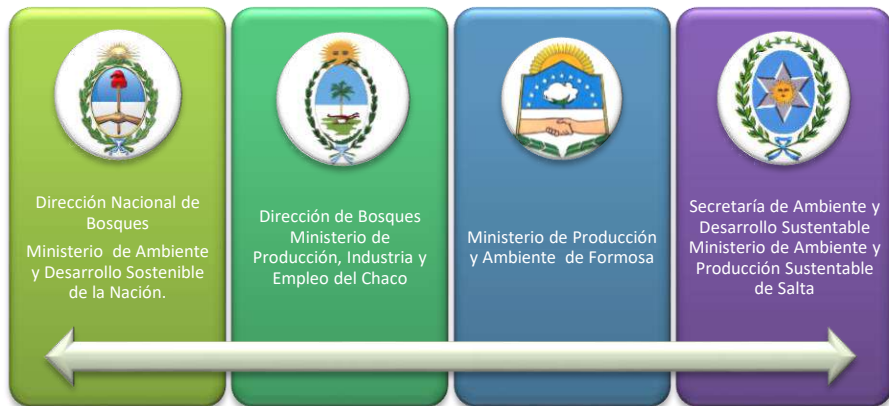 Dirección Nacional de
Bosques
Ministerio de Ambiente
y Desarrollo Sostenible
de la Nación.
Dirección de Bosques
Ministerio de
Producción, Industria y
Empleo del Chaco
Ministerio de Producción
y Ambiente de Formosa
Secretaría de Ambiente y
Desarrollo Sustentable
Ministerio de Ambiente y
Producción Sustentable
de Salta